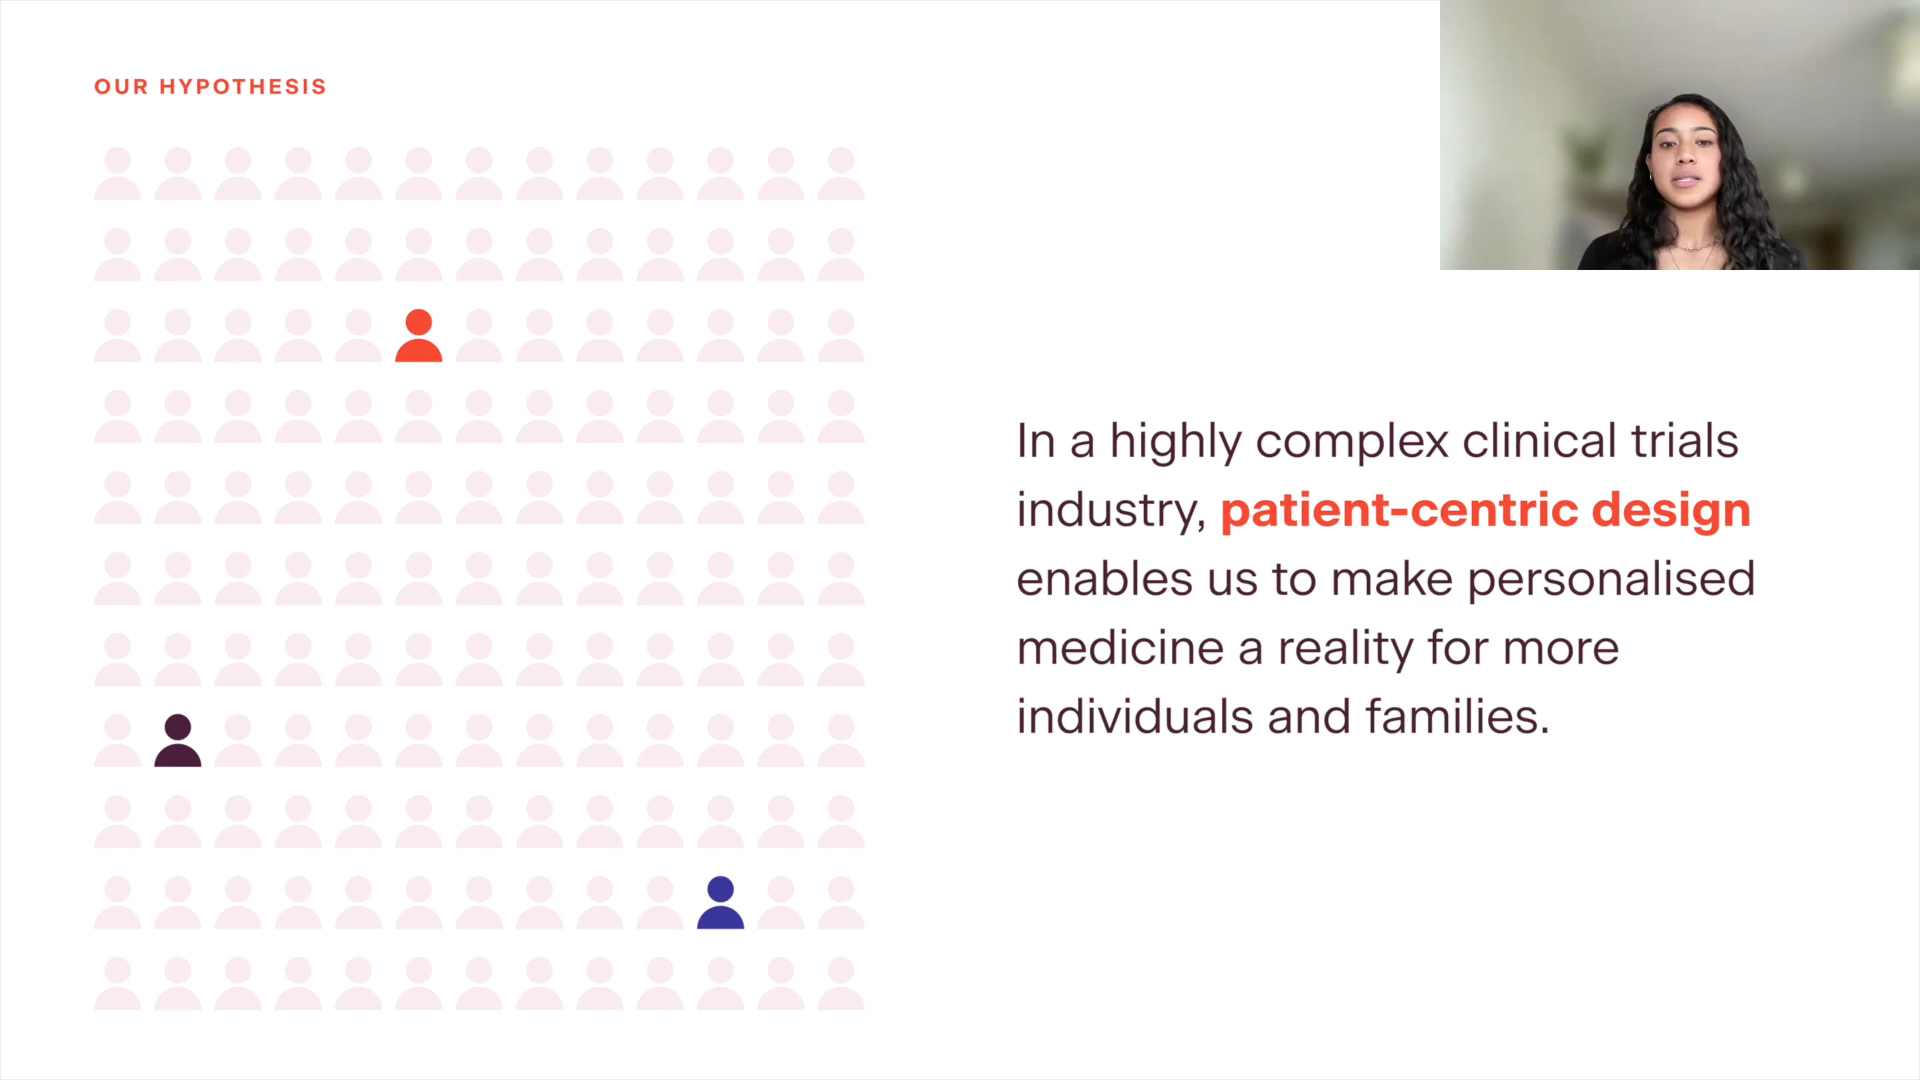 OUR HYPOTHESIS
In a highly complex clinical trials
industry, patient-centric design
enables us to make personalised
medicine a reality for more
individuals and families.